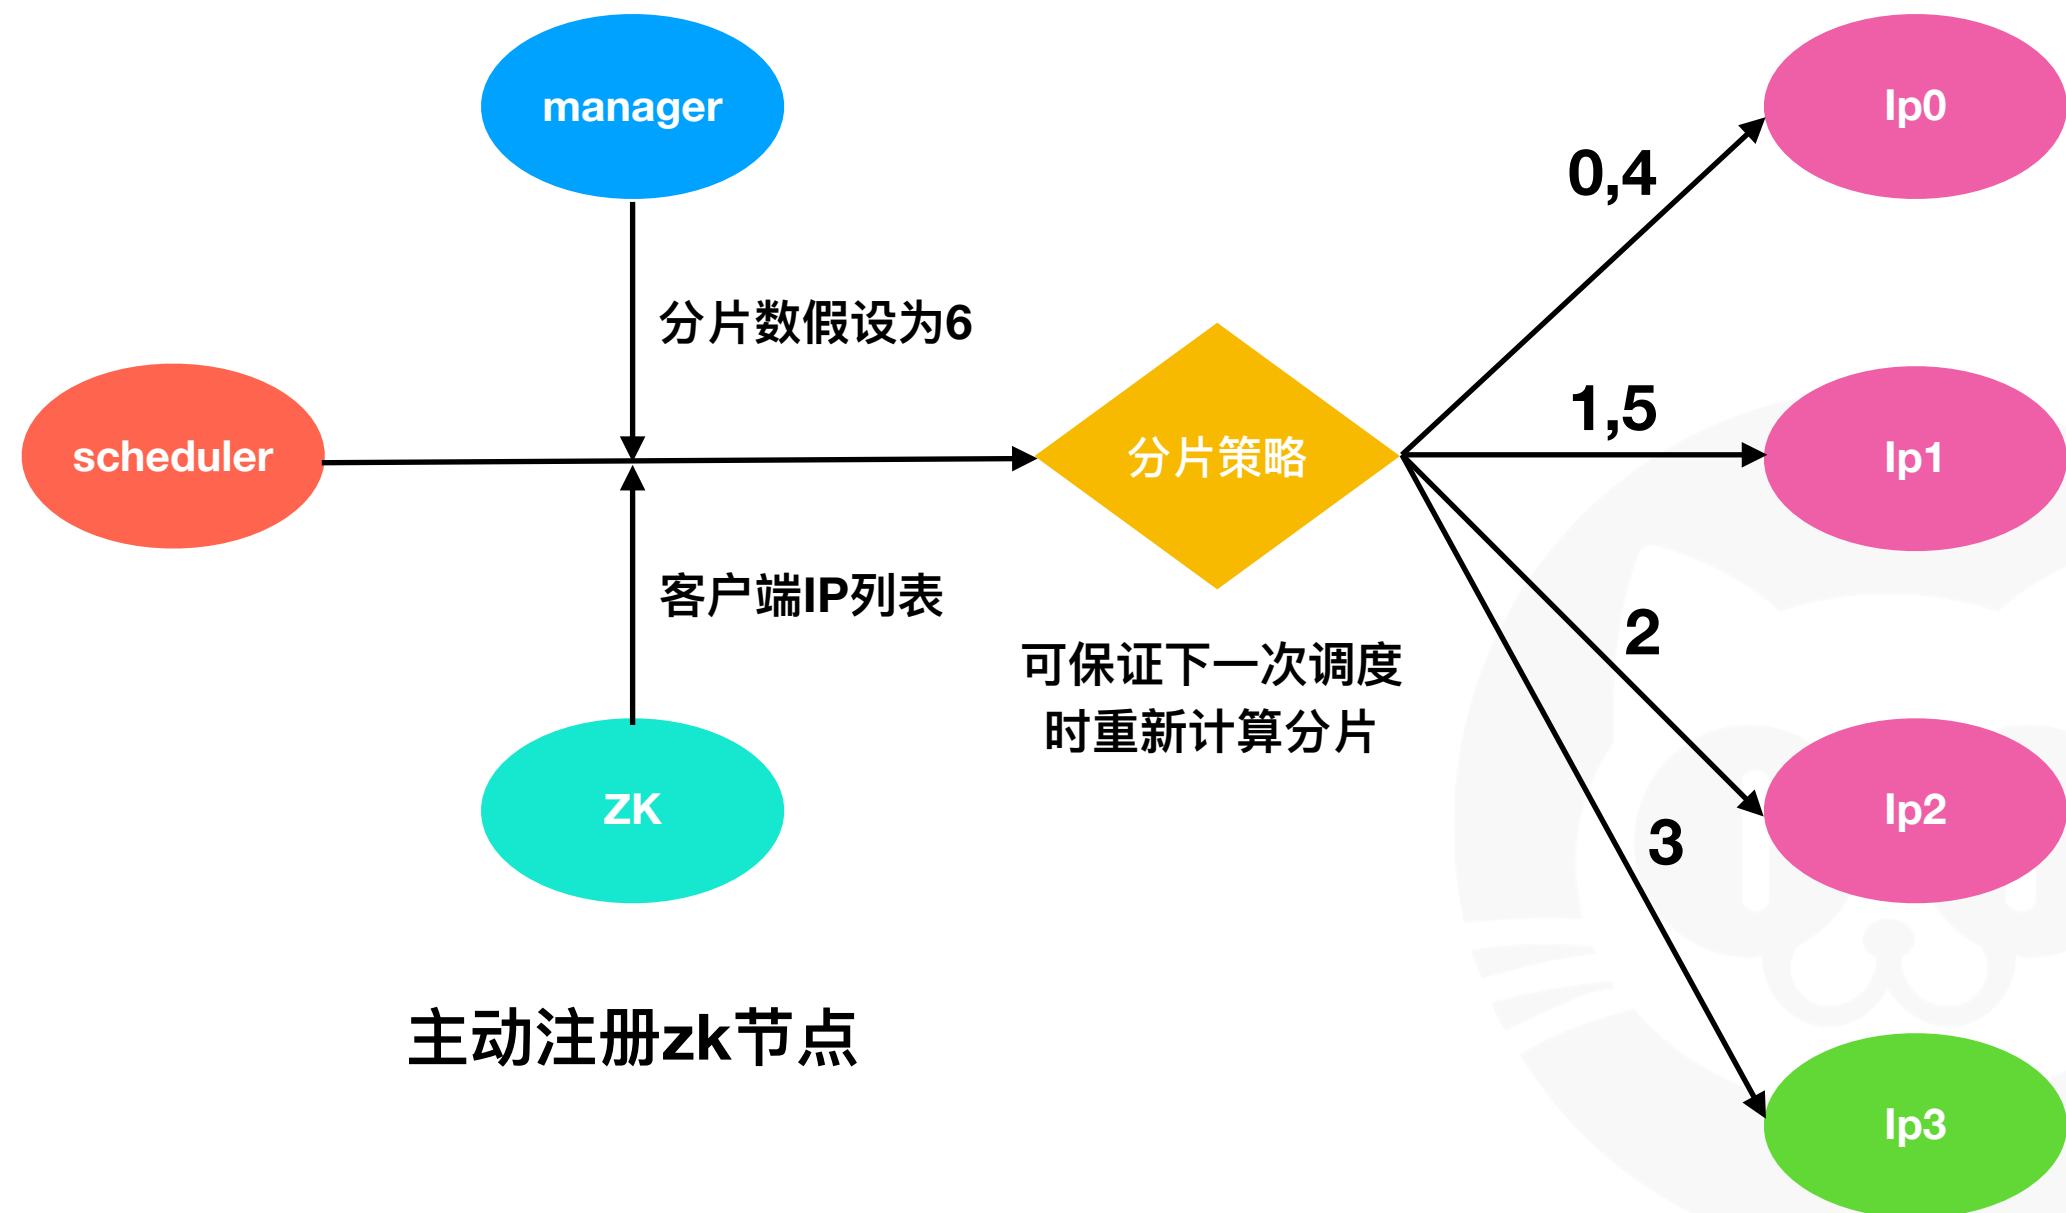 manager
Ip0
0,4
分片数假设为6
1,5
scheduler
分片策略
Ip1
客户端IP列表
2
可保证下一次调度
时重新计算分片
ZK
Ip2
3
主动注册zk节点
Ip3